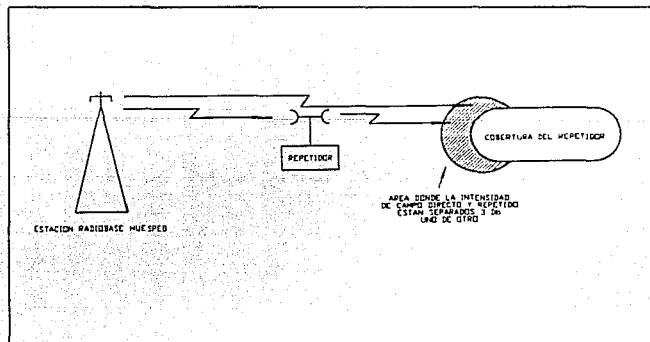 ESTACION RADIOBASE HUESPED
REPETIDOR
COBERTURA DEL REPETIDOR
AREA DONDE LA INTENSIDAD
DE CAMPO DIRECTO Y REPETIDO
ESTAN SEPARADOS 3 Db
UNO DE OTRO